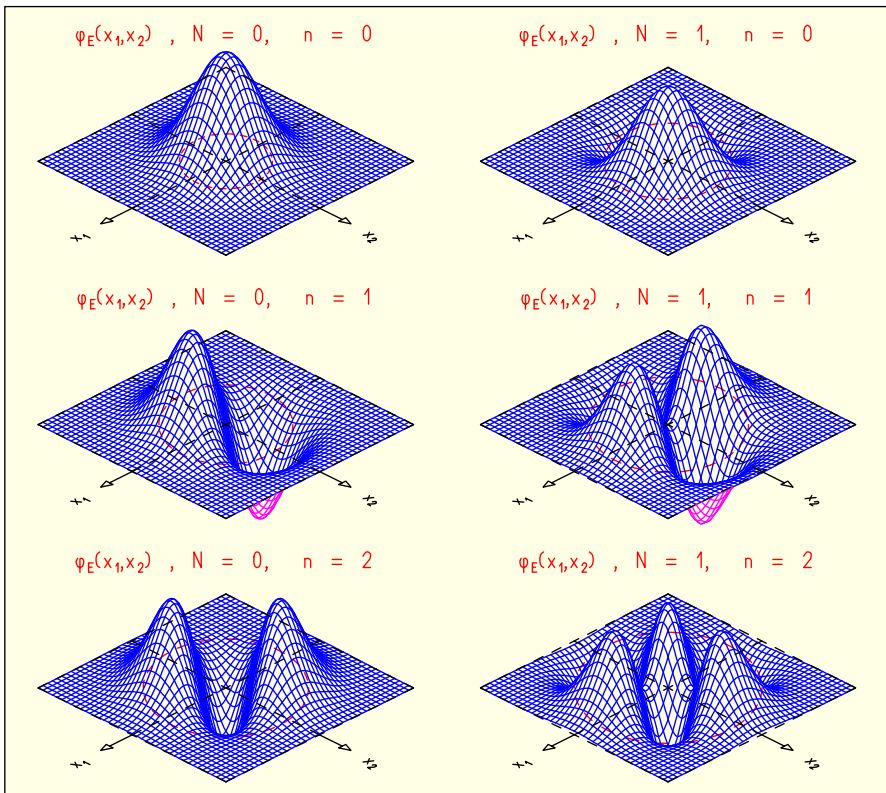 φE(x1,x2) , N = 0, n = 0
φE(x1,x2) , N = 1, n = 0
x1
x2
x1
x2
φE(x1,x2) , N = 0, n = 1
φE(x1,x2) , N = 1, n = 1
x1
x2
x1
x2
φE(x1,x2) , N = 0, n = 2
φE(x1,x2) , N = 1, n = 2
x1
x2
x1
x2